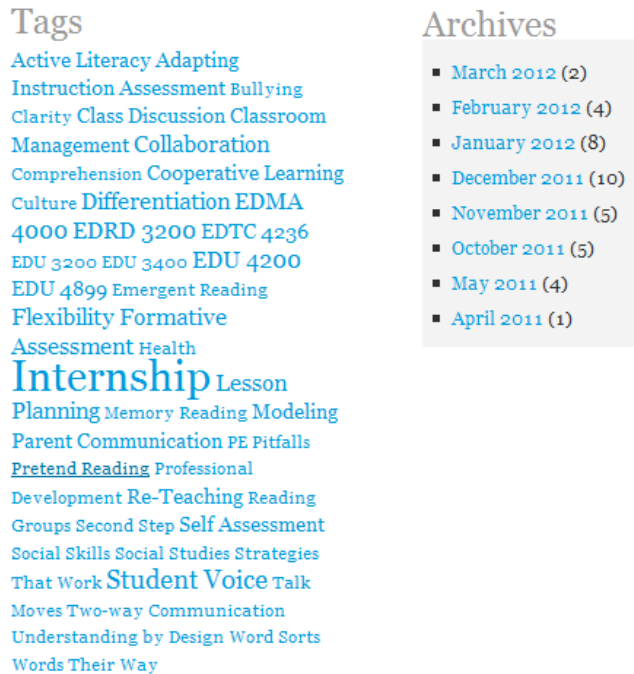 Tags
Active Literacy Adapting
Instruction Assessment Bullying
Clarity Class Discussion Classroom
Management Collaboration
Comprehension Cooperative Learning
Culture Differentiation EDMA
4000 EDRD 3200 EDTC 4236
EDU 3200 EDU 3400 EDU 4200
EDU 4899 Emergent Reading
Flexibility Formative
Assessment Health
Internship Lesson
Planning Memory Reading Modeling
Parent Communication PE Pitfalls
Pretend Reading Professional
Development Re-Teaching Reading
Groups Second Step Self Assessment
Social Skills Social Studies Strategies
That Work Student Voice Talk
Moves Two-way Communication
Understanding by Design Word Sorts
Words Their Way
Archives
March 2012 (2)
February 2012 (4)
January 2012 (8)
December 2011 (10)
November 2011 (5)
October 2011 (5)
May 2011 (4)
April 2011 (1)